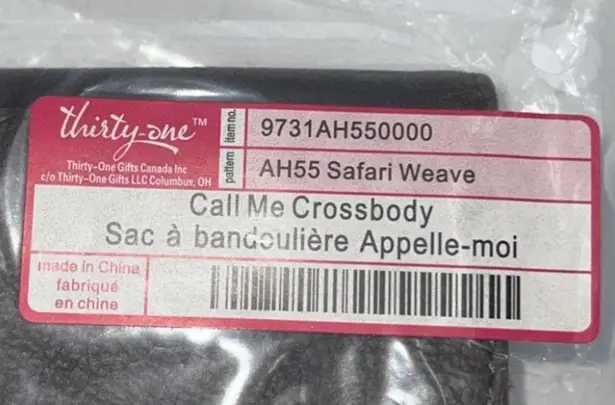 thirty-one™
Thirty-One Gifts Canada Inc
c/o Thirty-One Gifts LLC Columbus, OH
item no.
9731AH550000
pattern
AH55 Safari Weave
Call Me Crossbody
Sac à bandoulière Appelle-moi
made in China
fabriqué
en chine